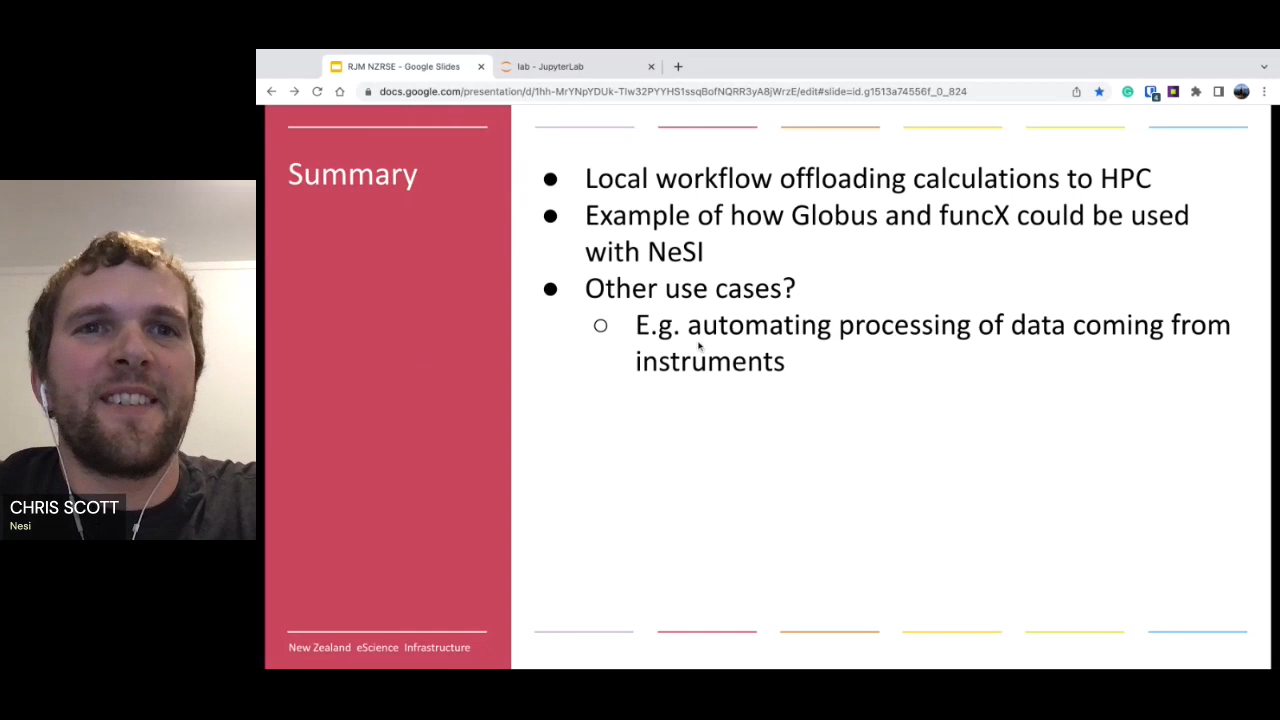 RJM NZRSE - Google Slides
lab - JupyterLab
docs.google.com/presentation/d/1hh-MrYNpYDUk-TIw32PYYHS1ssqBofNQRR3yA8jWrzE/edit#slide=id.g1513a74556f_0_824
Summary
● Local workflow offloading calculations to HPC
● Example of how Globus and funcX could be used
with NeSI
● Other use cases?
○ E.g. automating processing of data coming from
instruments
CHRIS SCOTT
Nesi
New Zealand eScience Infrastructure